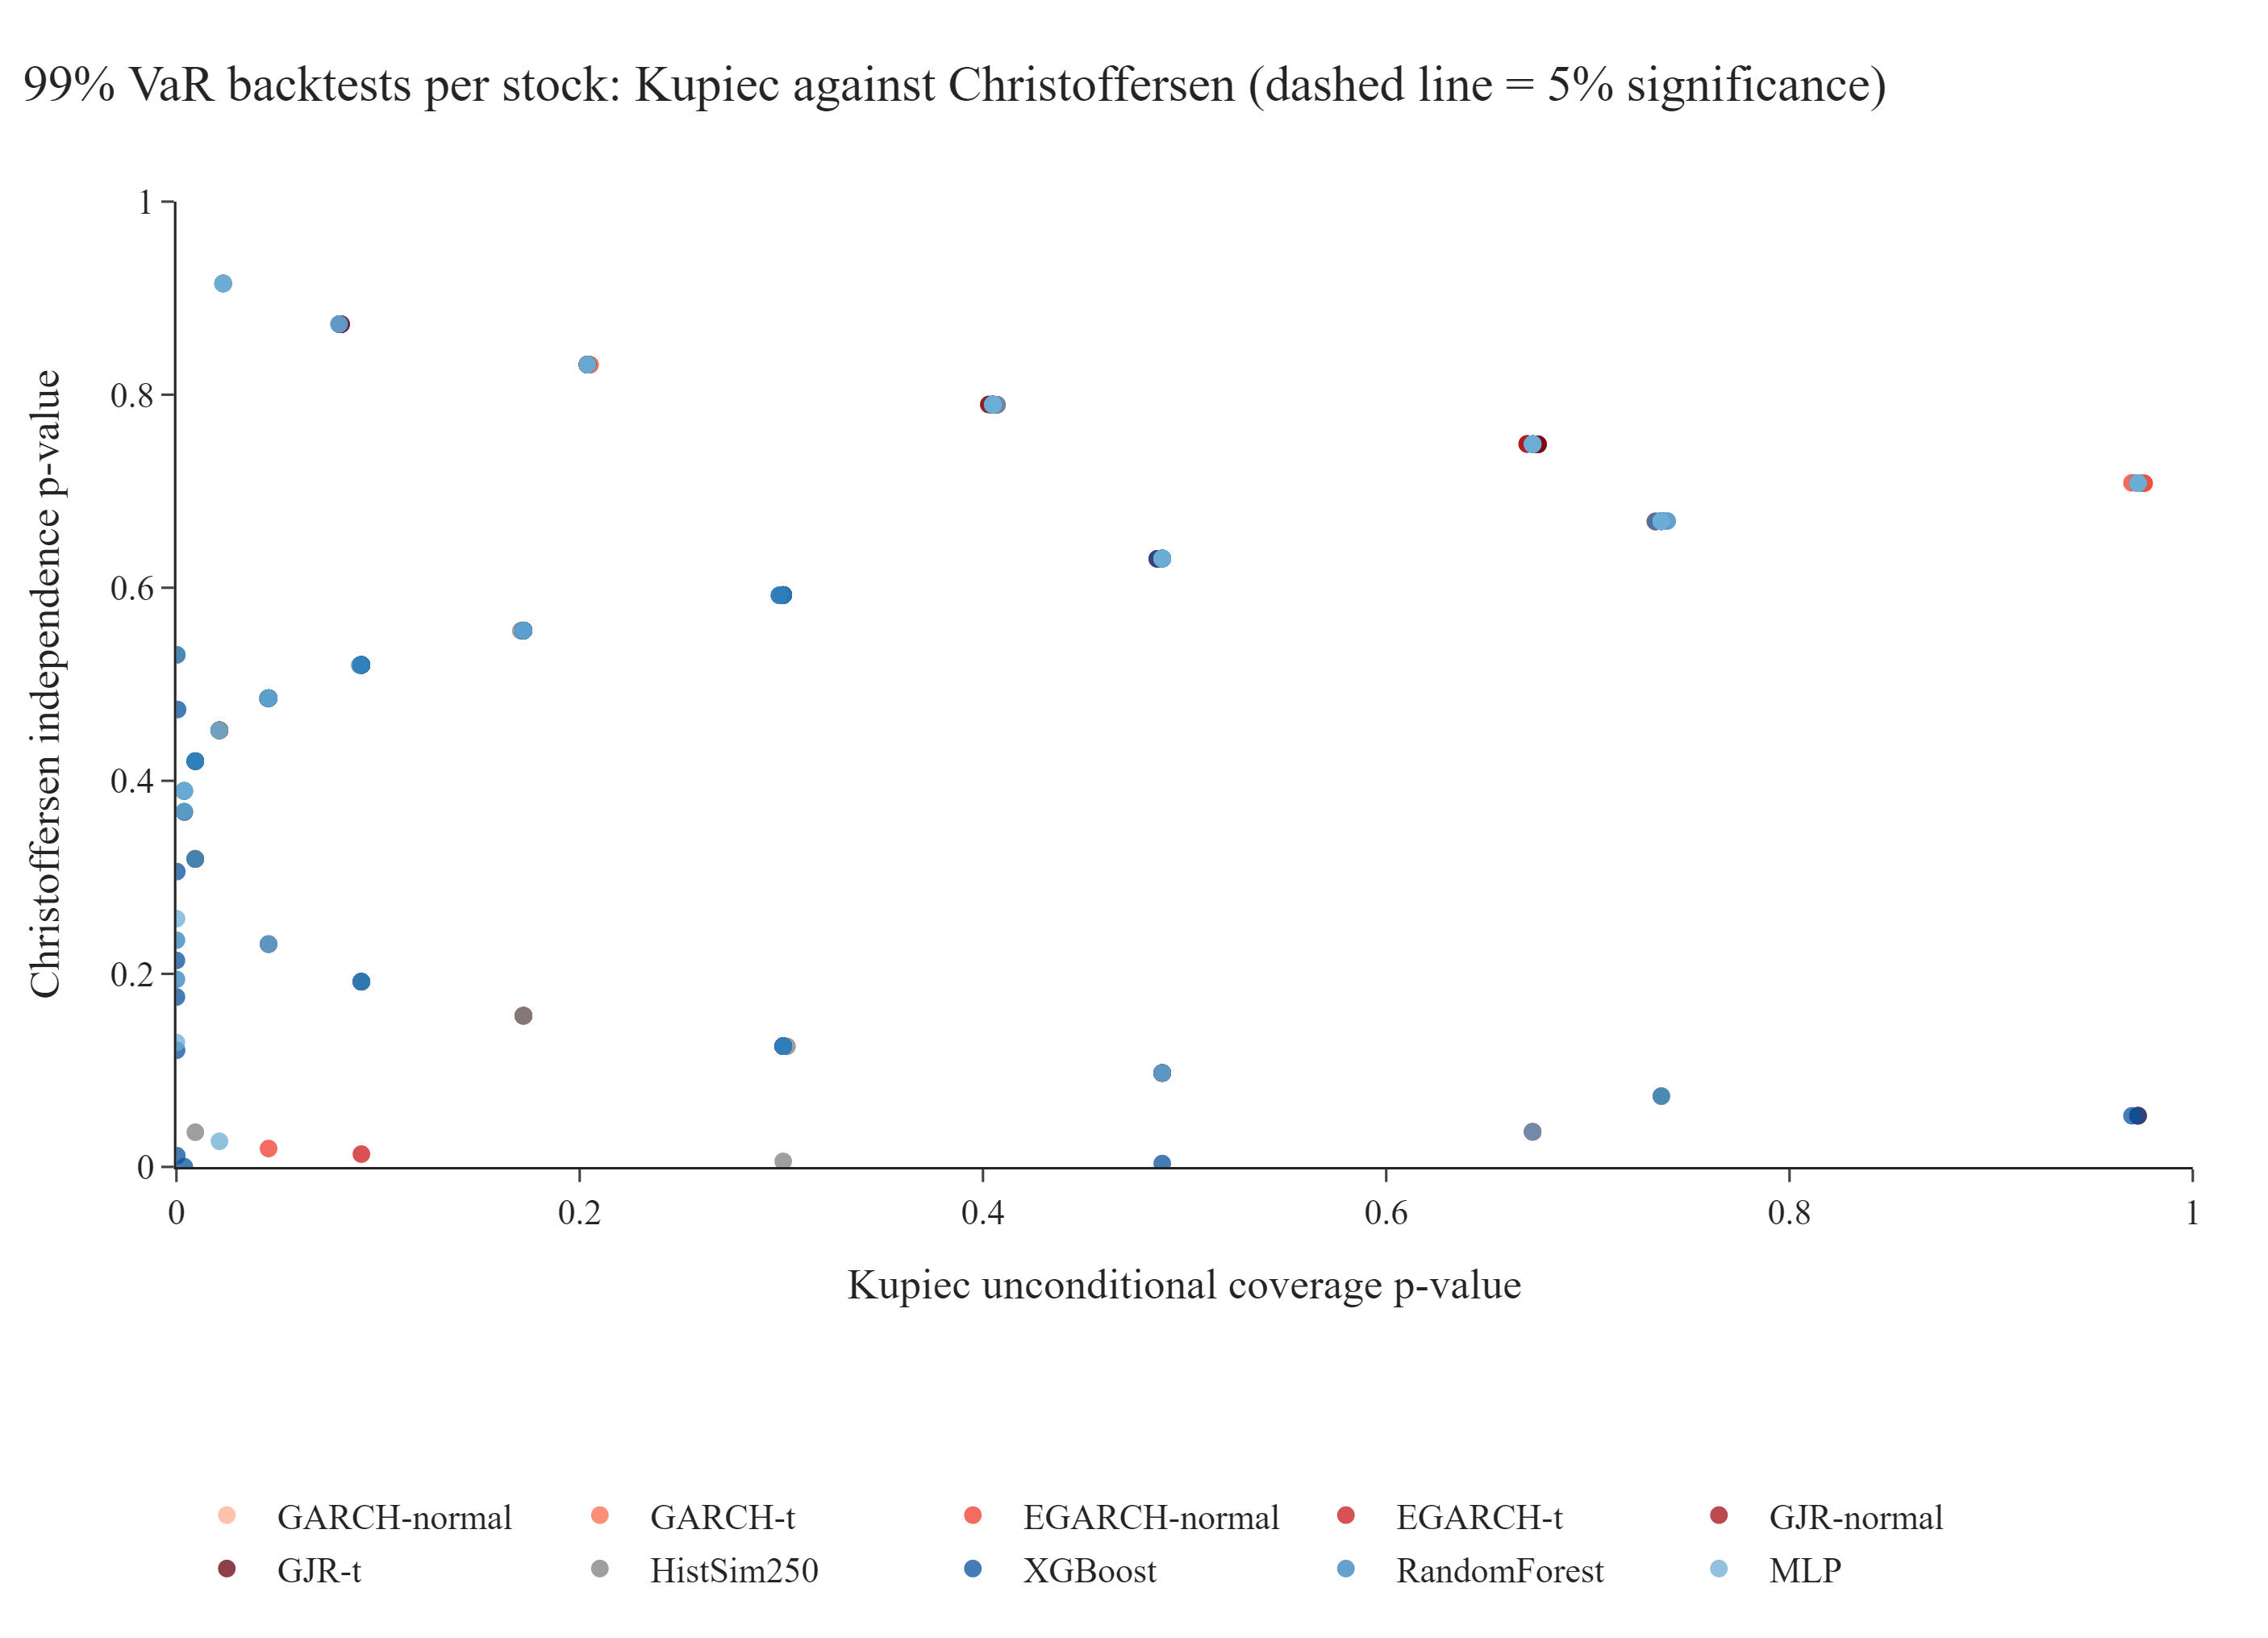 99% VaR backtests per stock: Kupiec against Christoffersen (dashed line = 5% significance)
Christoffersen independence p-value
1
0.8
0.6
0.4
0.2
0
0 0.2 0.4 0.6 0.8 1
Kupiec unconditional coverage p-value
GARCH-normal GARCH-t EGARCH-normal EGARCH-t GJR-normal
GJR-t HistSim250 XGBoost RandomForest MLP